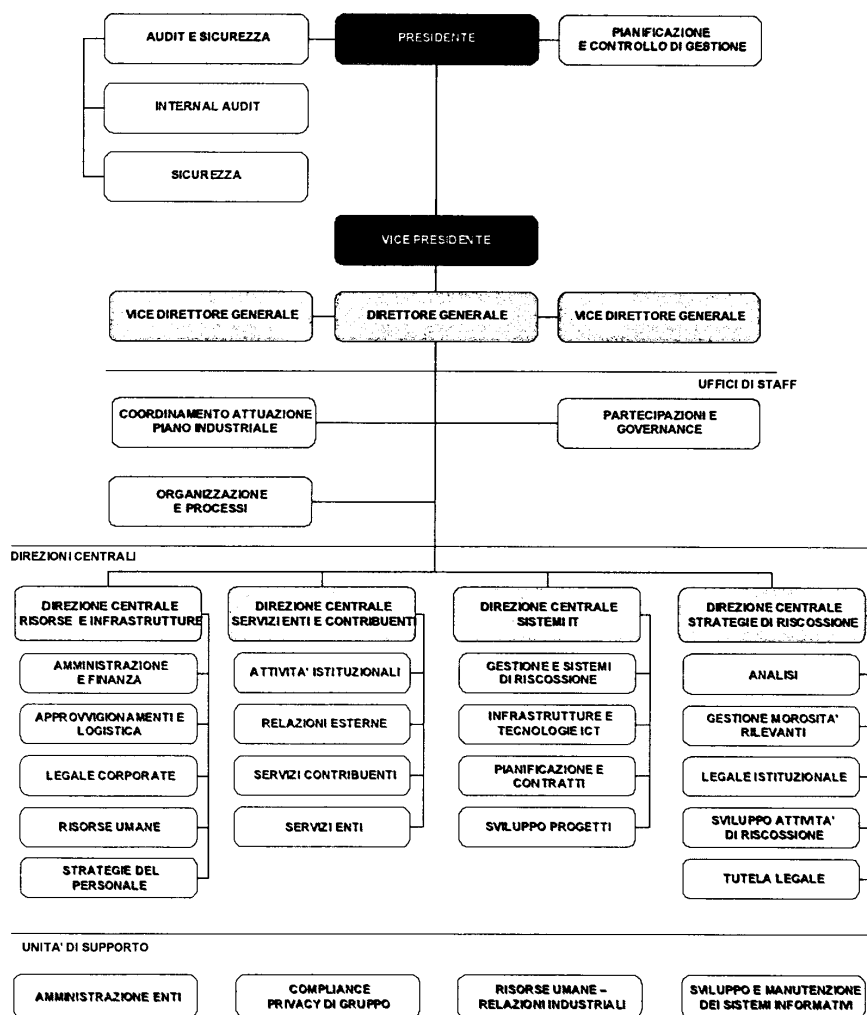 AUDIT E SICUREZZA
PRESIDENTE
PIANIFICAZIONE
E CONTROLLO DI GESTIONE
INTERNAL AUDIT
SICUREZZA
VICE PRESIDENTE
VICE DIRETTORE GENERALE
DIRETTORE GENERALE
VICE DIRETTORE GENERALE
UFFICI DI STAFF
COORDINAMENTO ATTUAZIONE
PIANO INDUSTRIALE
PARTECIPAZIONI E
GOVERNANCE
ORGANIZZAZIONE
E PROCESSI
DIREZIONI CENTRALI
DIREZIONE CENTRALE
RISORSE E INFRASTRUTTURE
DIREZIONE CENTRALE
SERVIZI ENTI E CONTRIBUENTI
DIREZIONE CENTRALE
SISTEMI IT
DIREZIONE CENTRALE
STRATEGIE DI RISCOSSIONE
AMMINISTRAZIONE
E FINANZA
ATTIVITA' ISTITUZIONALI
GESTIONE E SISTEMI
DI RISCOSSIONE
ANALISI
APPROVVIGIONAMENTI E
LOGISTICA
RELAZIONI ESTERNE
INFRASTRUTTURE E
TECNOLOGIE ICT
GESTIONE MOROSITA'
RILEVANTI
LEGALE CORPORATE
SERVIZI CONTRIBUENTI
PIANIFICAZIONE E
CONTRATTI
LEGALE ISTITUZIONALE
RISORSE UMANE
SERVIZI ENTI
SVILUPPO PROGETTI
SVILUPPO ATTIVITA'
DI RISCOSSIONE
STRATEGIE DEL
PERSONALE
TUTELA LEGALE
UNITA' DI SUPPORTO
AMMINISTRAZIONE ENTI
COMPLIANCE
PRIVACY DI GRUPPO
RISORSE UMANE –
RELAZIONI INDUSTRIALI
SVILUPPO E MANUTENZIONE
DEI SISTEMI INFORMATIVI